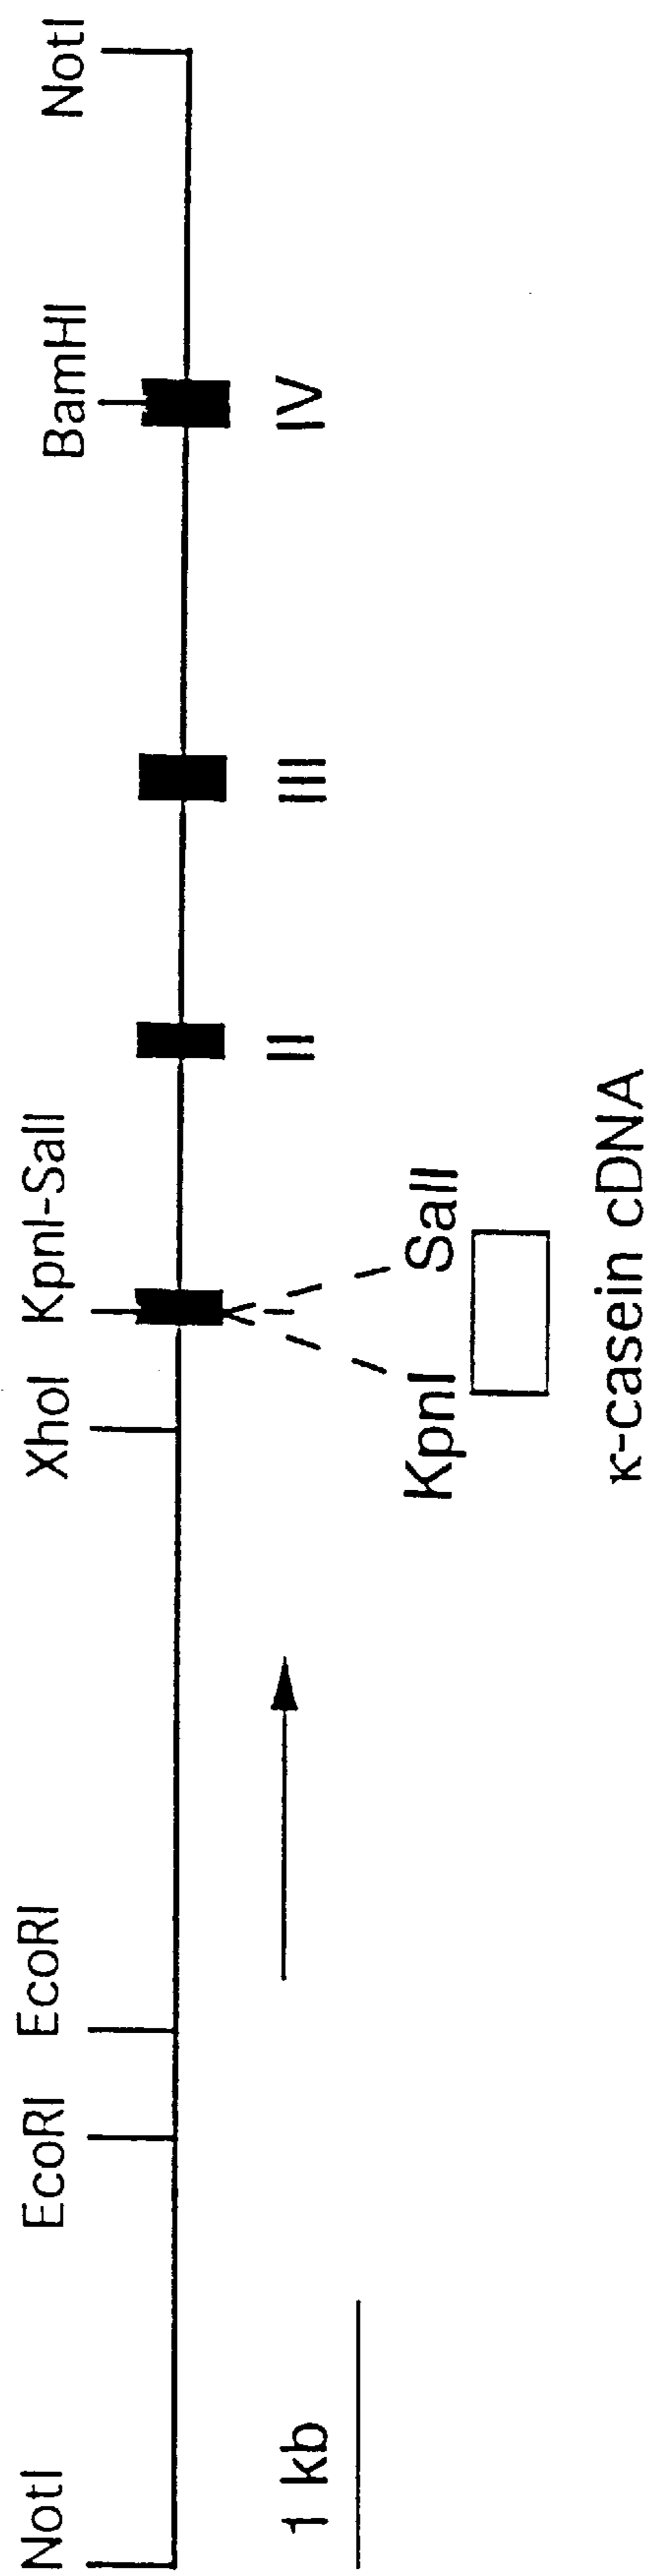 NotI
EcoRI
EcoRI
XhoI
KpnI-SalI
BamHI
NotI
II
III
IV
1 kb
KpnI
SalI
κ-casein cDNA